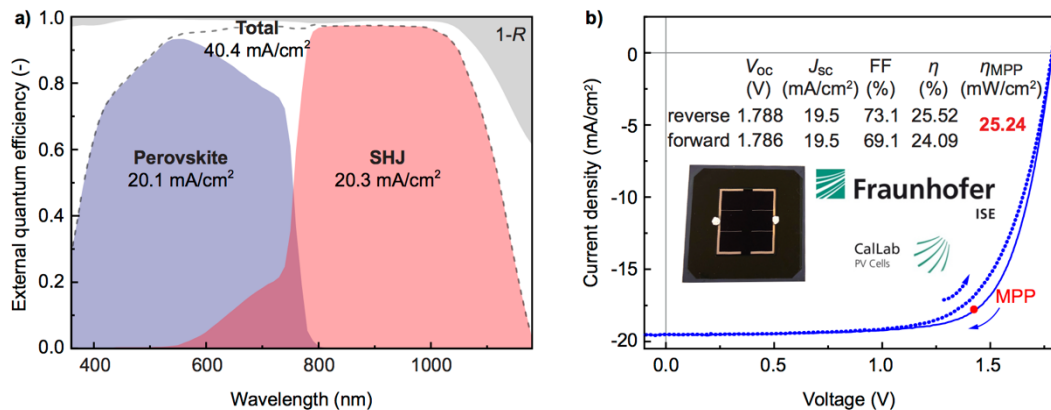 a)
Total
40.4 mA/cm²
1-R
Perovskite
20.1 mA/cm²
SHJ
20.3 mA/cm²
External quantum efficiency (-)
1.0
0.8
0.6
0.4
0.2
0.0
400 600 800 1000
Wavelength (nm)
b)
Voc Jsc FF η ηMPP
(V) (mA/cm²) (%) (%) (mW/cm²)
reverse 1.788 19.5 73.1 25.52
25.24
forward 1.786 19.5 69.1 24.09
Fraunhofer
ISE
CalLab
PV Cells
MPP
Current density (mA/cm²)
0
-5
-10
-15
-20
0.0 0.5 1.0 1.5
Voltage (V)